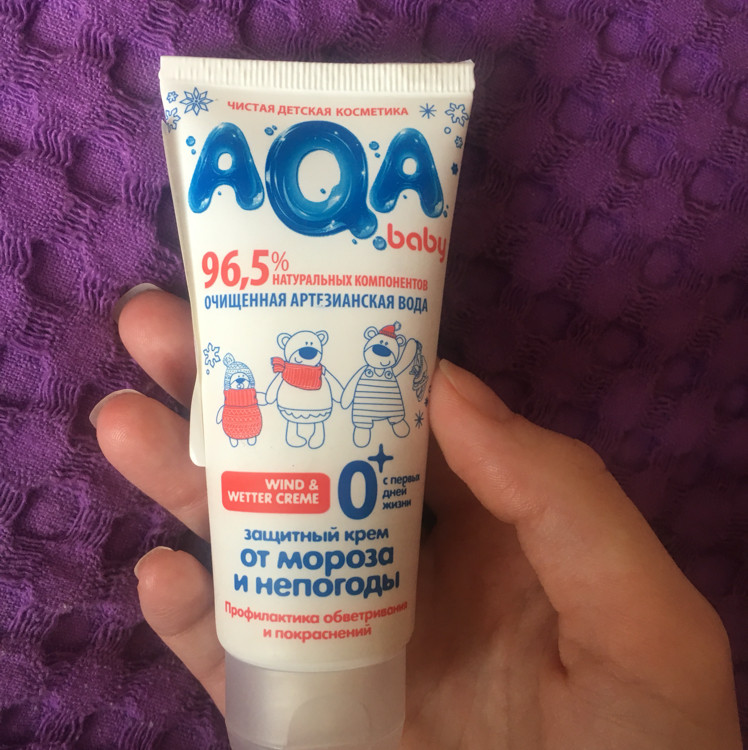 ЧИСТАЯ ДЕТСКАЯ КОСМЕТИКА
AQA
baby
96,5%
НАТУРАЛЬНЫХ КОМПОНЕНТОВ
ОЧИЩЕННАЯ АРТЕЗИАНСКАЯ ВОДА
WIND &
WETTER CREME
0+
с первых
дней
жизни
защитный крем
от мороза
и непогоды
Профилактика обветривания
и покраснений